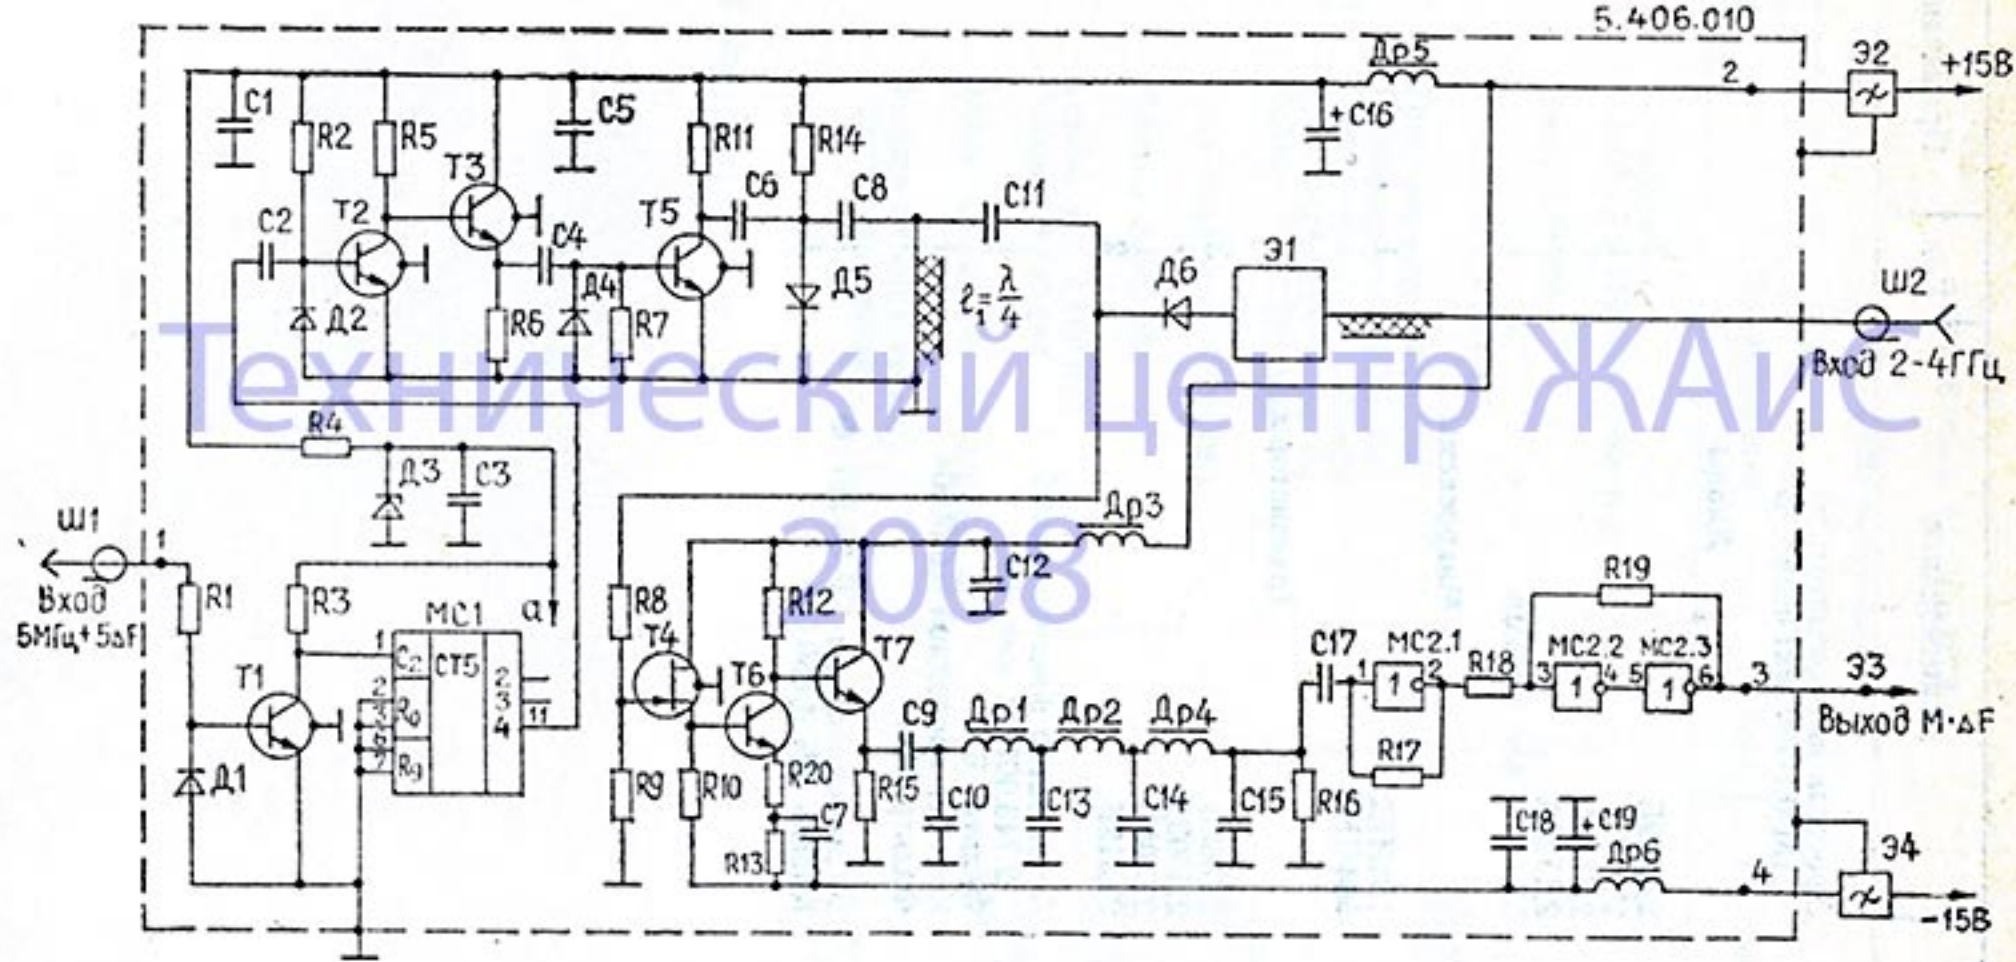 5.406.010
Др5
2
Э2
+15В
C1
R2
R5
T3
C5
R11
R14
+C16
C2
T2
C4
T5
C6
C8
C11
Д2
R6
Д4
R7
Д5
ℓ₁=λ/4
Д6
Э1
Ш2
Вход 2-4ГГц
Технический центр ЖАиС
2008
R4
Д3
C3
Др3
Ш1
1
Вход
5МГц+5ΔF
R1
R3
a
МС1
1
C2
СТ5
2
R0
7
R9
2
3
4
11
T1
Д1
R8
T4
R12
C12
T6
T7
R9
R10
R20
R13
C7
R15
C9
Др1
Др2
Др4
C10
C13
C14
C15
R16
C17
1
МС2.1
1
2
R17
R18
R19
3
МС2.2
1
4
5
МС2.3
1
6
3
Э3
Выход М·ΔF
C18
+C19
Др6
4
Э4
-15В